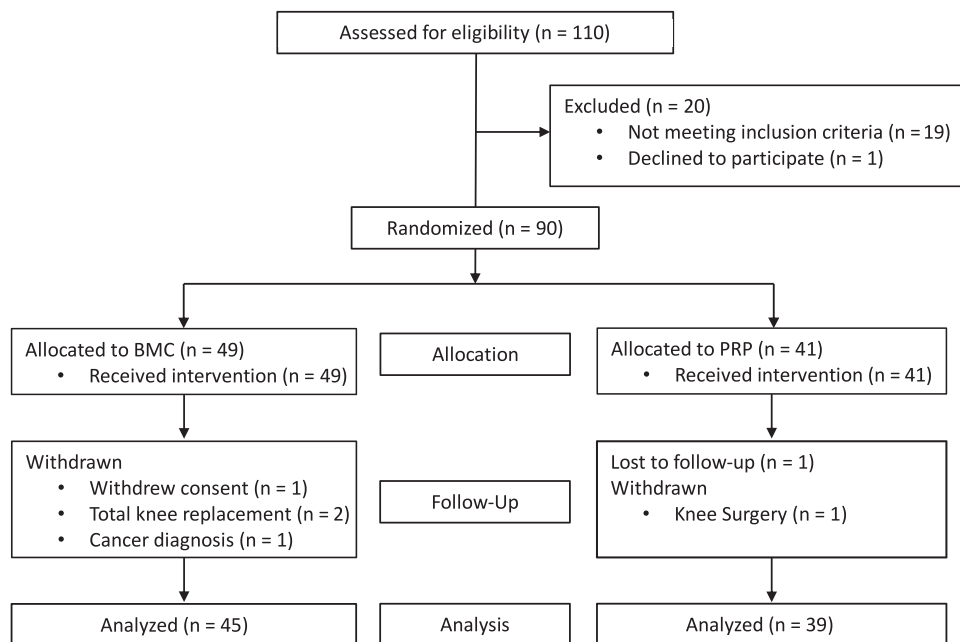 Assessed for eligibility (n = 110)
Excluded (n = 20)
• Not meeting inclusion criteria (n = 19)
• Declined to participate (n = 1)
Randomized (n = 90)
Allocated to BMC (n = 49)
• Received intervention (n = 49)
Allocation
Allocated to PRP (n = 41)
• Received intervention (n = 41)
Withdrawn
• Withdrew consent (n = 1)
• Total knee replacement (n = 2)
• Cancer diagnosis (n = 1)
Follow-Up
Lost to follow-up (n = 1)
Withdrawn
• Knee Surgery (n = 1)
Analyzed (n = 45)
Analysis
Analyzed (n = 39)